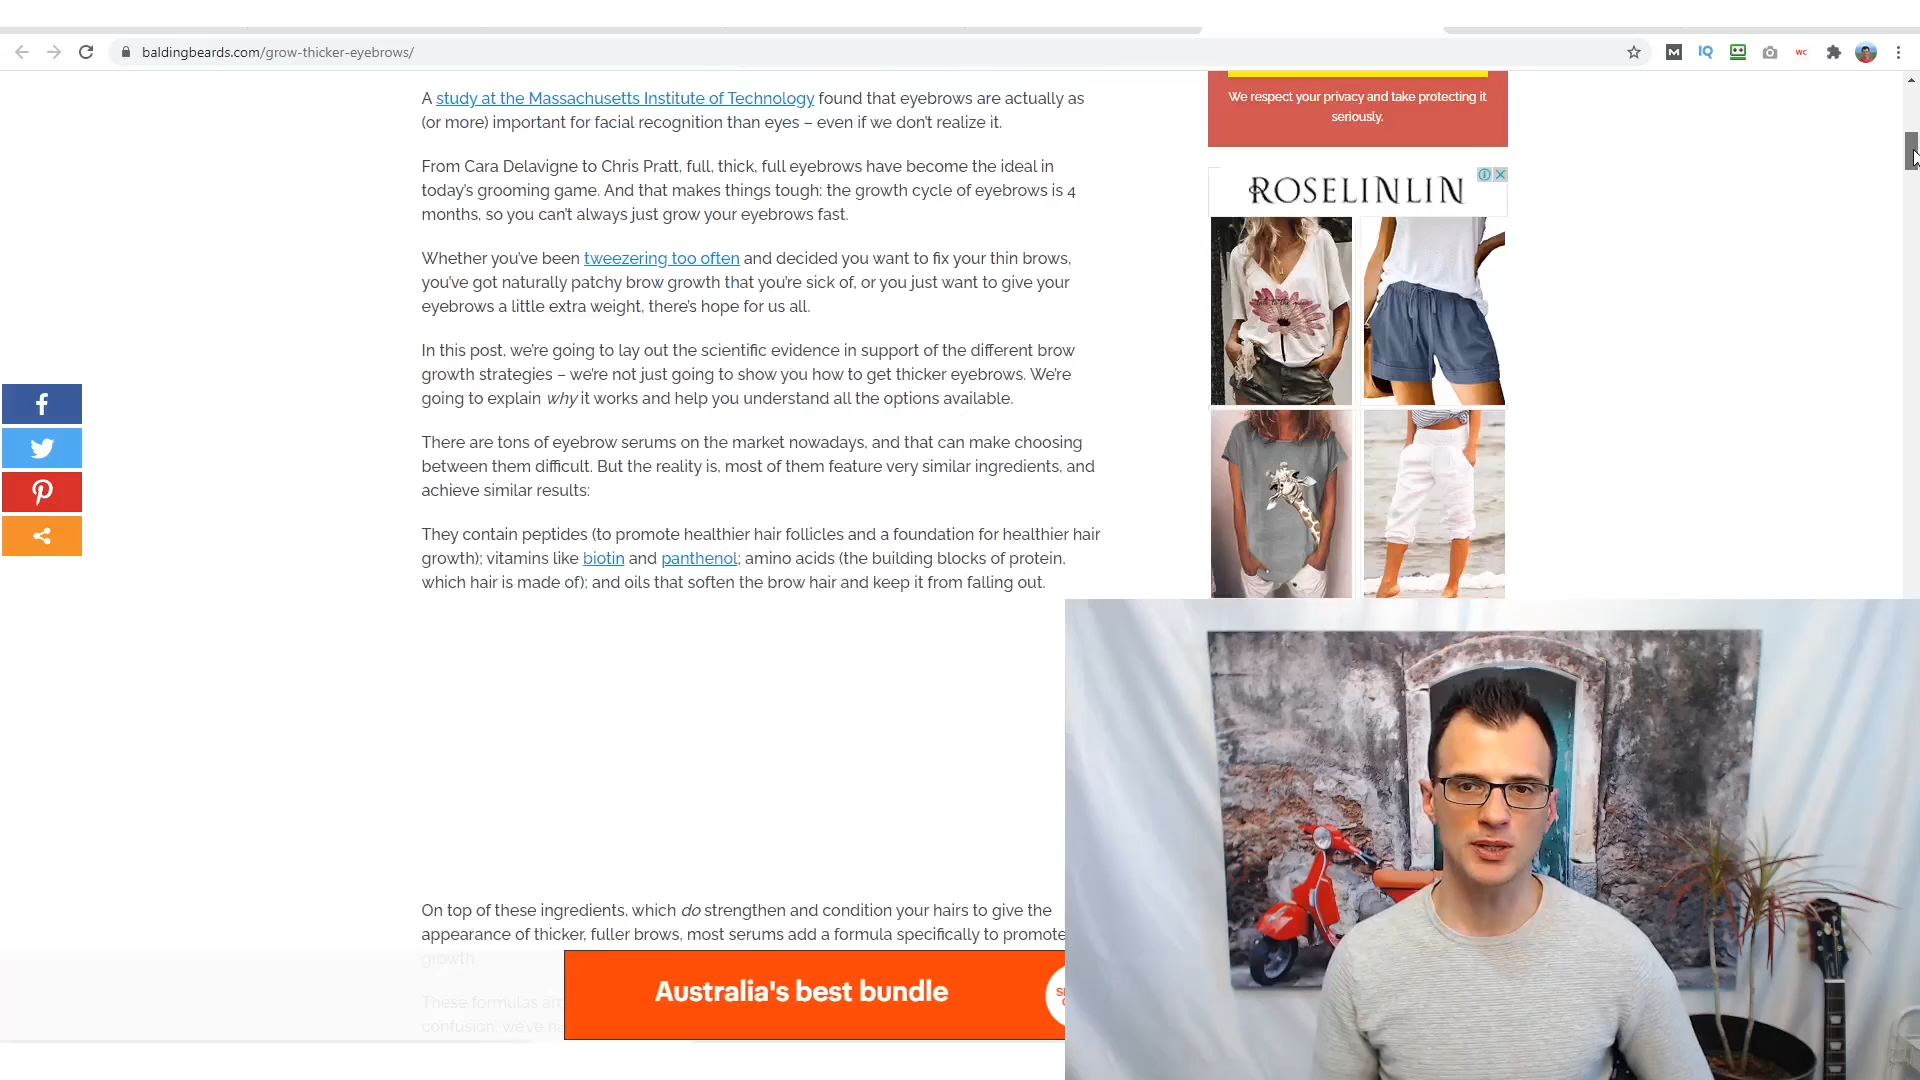 baldingbeards.com/grow-thicker-eyebrows/
M
IQ
WC
A study at the Massachusetts Institute of Technology found that eyebrows are actually as
(or more) important for facial recognition than eyes – even if we don't realize it.
From Cara Delavigne to Chris Pratt, full, thick, full eyebrows have become the ideal in
today's grooming game. And that makes things tough: the growth cycle of eyebrows is 4
months, so you can't always just grow your eyebrows fast.
Whether you've been tweezering too often and decided you want to fix your thin brows,
you've got naturally patchy brow growth that you're sick of, or you just want to give your
eyebrows a little extra weight, there's hope for us all.
In this post, we're going to lay out the scientific evidence in support of the different brow
growth strategies – we're not just going to show you how to get thicker eyebrows. We're
going to explain why it works and help you understand all the options available.
There are tons of eyebrow serums on the market nowadays, and that can make choosing
between them difficult. But the reality is, most of them feature very similar ingredients, and
achieve similar results:
They contain peptides (to promote healthier hair follicles and a foundation for healthier hair
growth); vitamins like biotin and panthenol; amino acids (the building blocks of protein,
which hair is made of); and oils that soften the brow hair and keep it from falling out.
On top of these ingredients, which do strengthen and condition your hairs to give the
appearance of thicker, fuller brows, most serums add a formula specifically to promote
growth.
These formulas
confusion, we've
We respect your privacy and take protecting it
seriously.
ROSELINLIN
Australia's best bundle